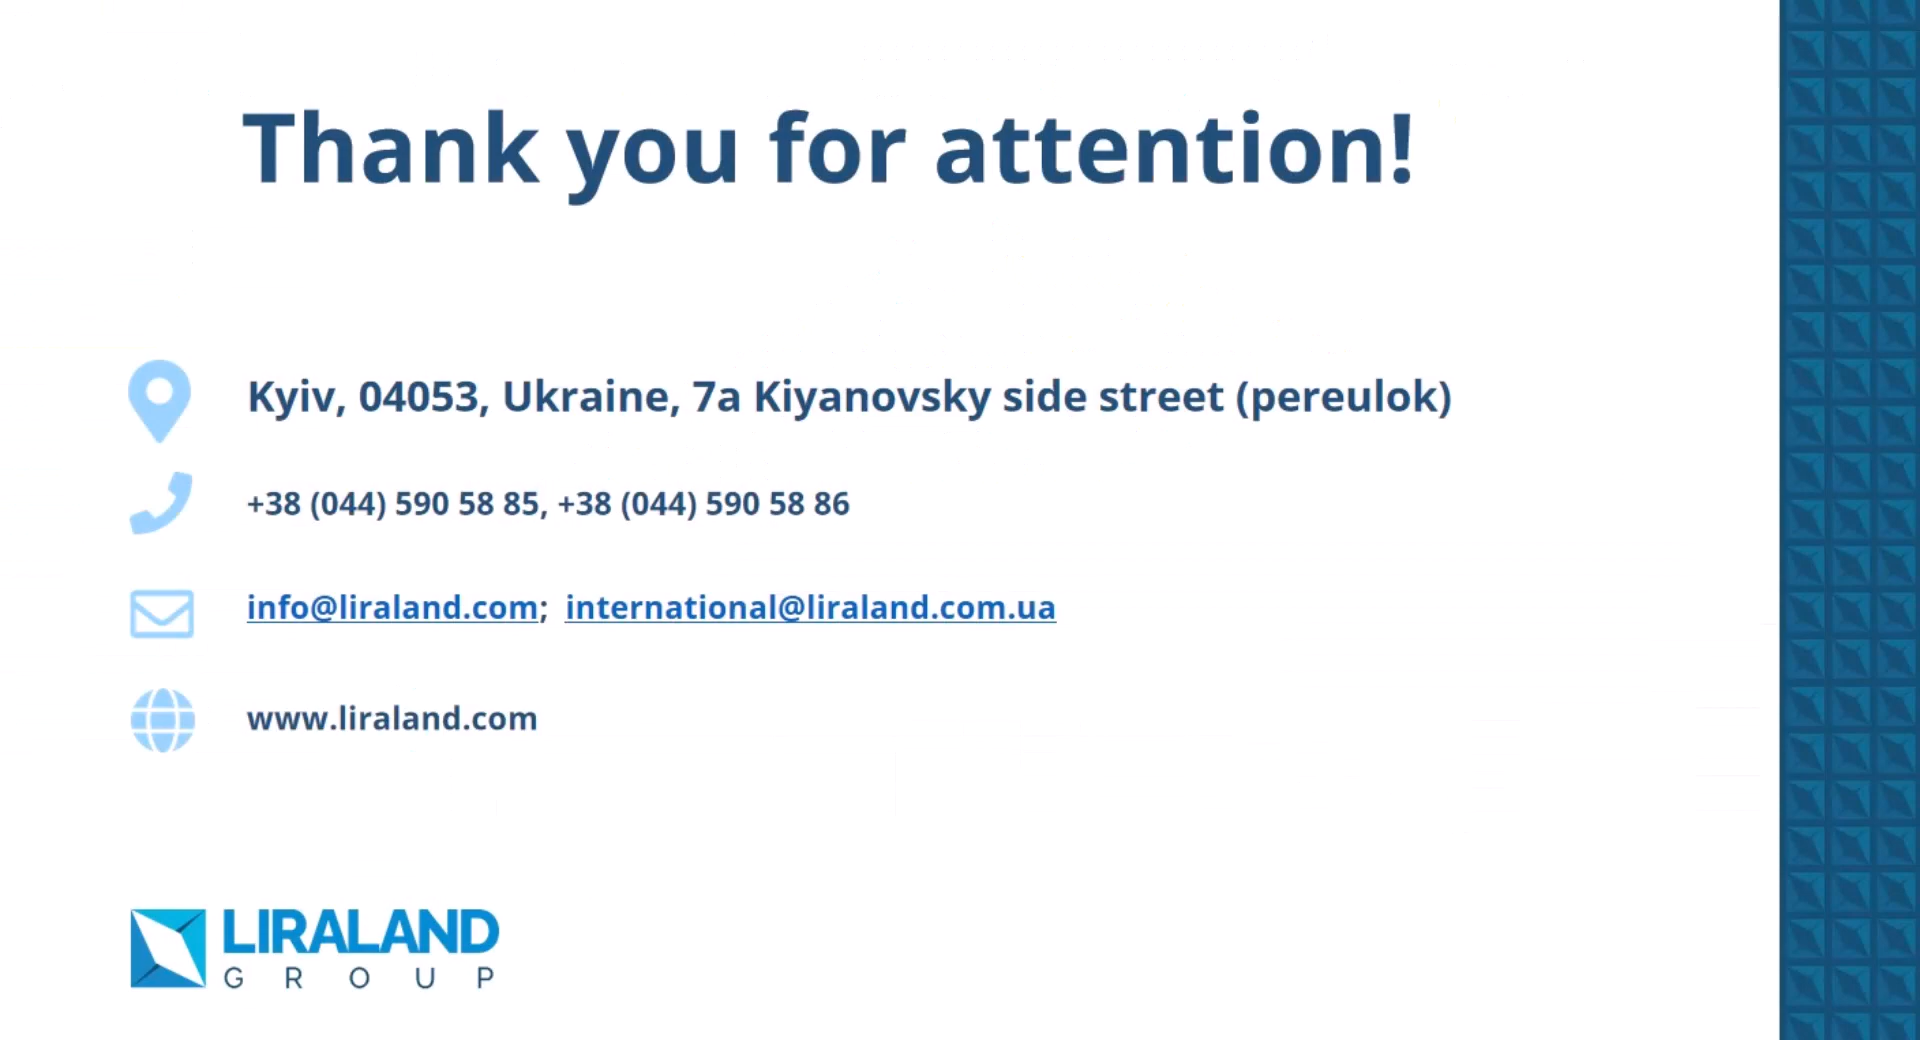 Thank you for attention!
Kyiv, 04053, Ukraine, 7a Kiyanovsky side street (pereulok)
+38 (044) 590 58 85, +38 (044) 590 58 86
info@liraland.com; international@liraland.com.ua
www.liraland.com
LIRALAND
GROUP